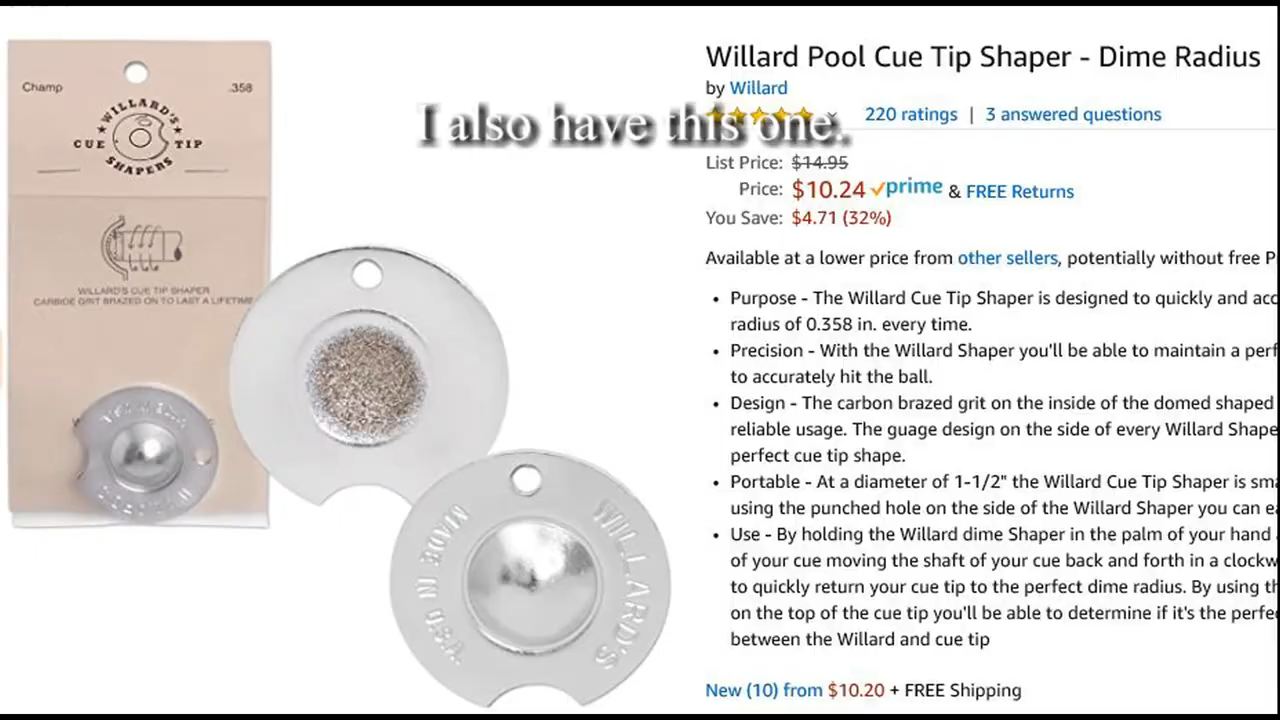 Champ .358
WILLARD'S
CUE TIP
SHAPERS
WILLARD'S CUE TIP SHAPER
CARBIDE GRIT BRAZED ON TO LAST A LIFETIME
MADE IN U.S.A. WILLARD'S
Willard Pool Cue Tip Shaper - Dime Radius
by Willard
I also have this one.
220 ratings | 3 answered questions
List Price: $14.95
Price: $10.24 prime & FREE Returns
You Save: $4.71 (32%)
Available at a lower price from other sellers, potentially without free P
• Purpose - The Willard Cue Tip Shaper is designed to quickly and acc
radius of 0.358 in. every time.
• Precision - With the Willard Shaper you'll be able to maintain a perf
to accurately hit the ball.
• Design - The carbon brazed grit on the inside of the domed shaped
reliable usage. The guage design on the side of every Willard Shape
perfect cue tip shape.
• Portable - At a diameter of 1-1/2" the Willard Cue Tip Shaper is sma
using the punched hole on the side of the Willard Shaper you can ea
• Use - By holding the Willard dime Shaper in the palm of your hand
of your cue moving the shaft of your cue back and forth in a clockw
to quickly return your cue tip to the perfect dime radius. By using th
on the top of the cue tip you'll be able to determine if it's the perfe
between the Willard and cue tip
New (10) from $10.20 + FREE Shipping